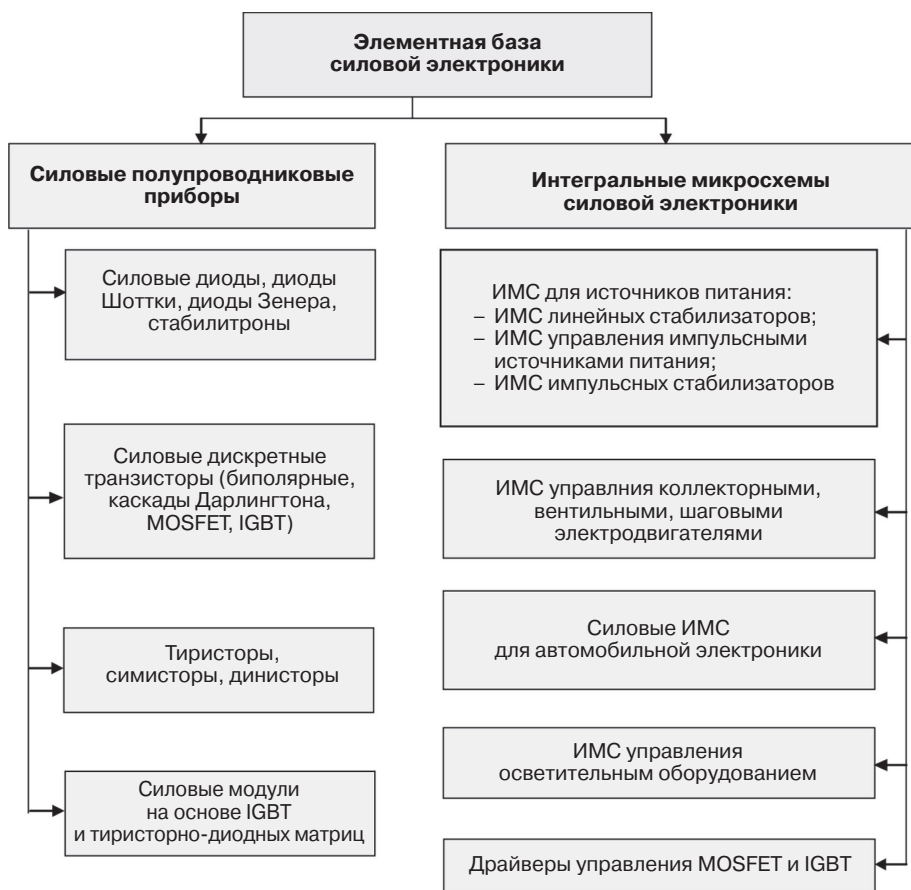 Элементная база
силовой электроники
Силовые полупроводниковые
приборы
Силовые диоды, диоды
Шоттки, диоды Зенера,
стабилитроны
Силовые дискретные
транзисторы (биполярные,
каскады Дарлингтона,
MOSFET, IGBT)
Тиристоры,
симисторы, динисторы
Силовые модули
на основе IGBT
и тиристорно-диодных матриц
Интегральные микросхемы
силовой электроники
ИМС для источников питания:
– ИМС линейных стабилизаторов;
– ИМС управления импульсными
источниками питания;
– ИМС импульсных стабилизаторов
ИМС управлния коллекторными,
вентильными, шаговыми
электродвигателями
Силовые ИМС
для автомобильной электроники
ИМС управления
осветительным оборудованием
Драйверы управления MOSFET и IGBT